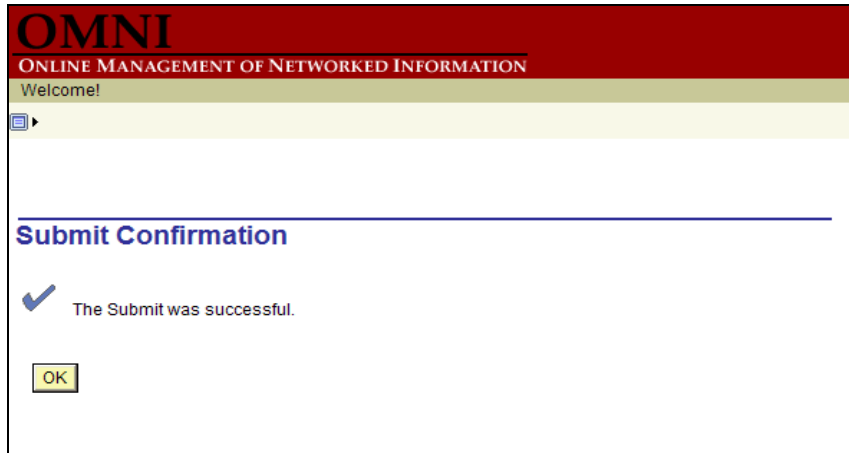 OMNI
ONLINE MANAGEMENT OF NETWORKED INFORMATION
Welcome!
Submit Confirmation
The Submit was successful.
OK